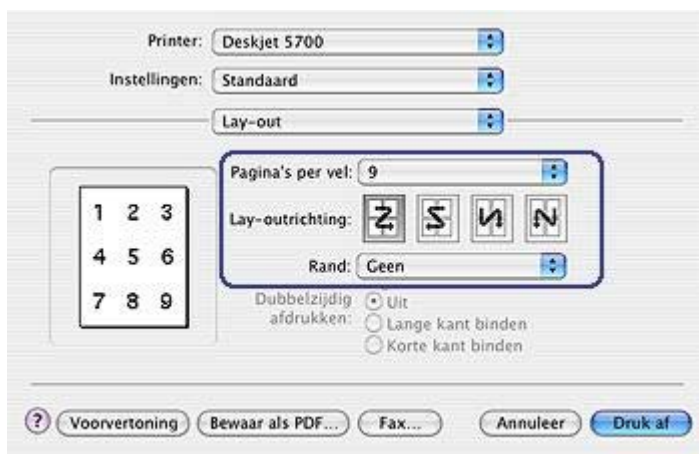 Printer: Deskjet 5700
Instellingen: Standaard
Lay-out
Pagina's per vel: 9
1 2 3
4 5 6
7 8 9
Lay-outrichting:
Rand: Geen
Dubbelzijdig afdrukken: Uit
Lange kant binden
Korte kant binden
? Voorvertoning Bewaar als PDF... Fax... Annuleer Druk af